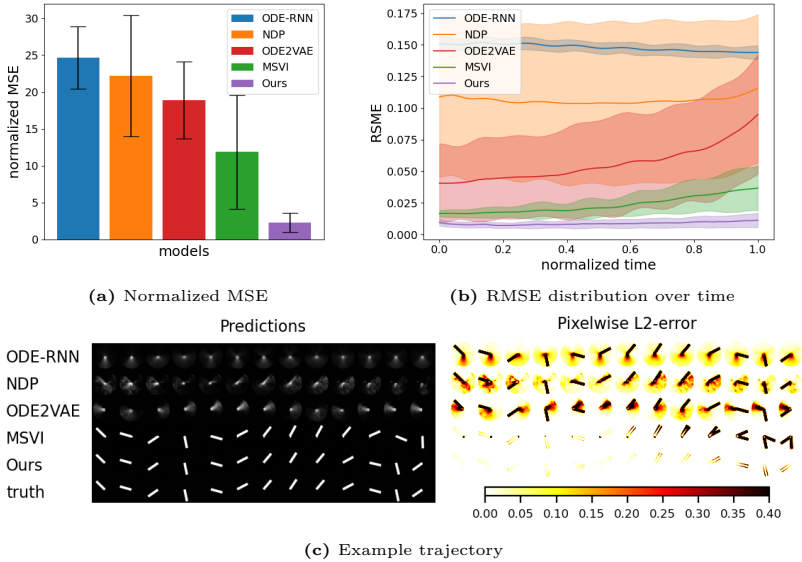 30
25
20
15
10
5
0
normalized MSE
models
ODE-RNN
NDP
ODE2VAE
MSVI
Ours
(a) Normalized MSE
0.175
0.150
0.125
0.100
0.075
0.050
0.025
0.000
RSME
ODE-RNN
NDP
ODE2VAE
MSVI
Ours
0.0 0.2 0.4 0.6 0.8 1.0
normalized time
(b) RMSE distribution over time
Predictions
ODE-RNN
NDP
ODE2VAE
MSVI
Ours
truth
Pixelwise L2-error
0.00 0.05 0.10 0.15 0.20 0.25 0.30 0.35 0.40
(c) Example trajectory